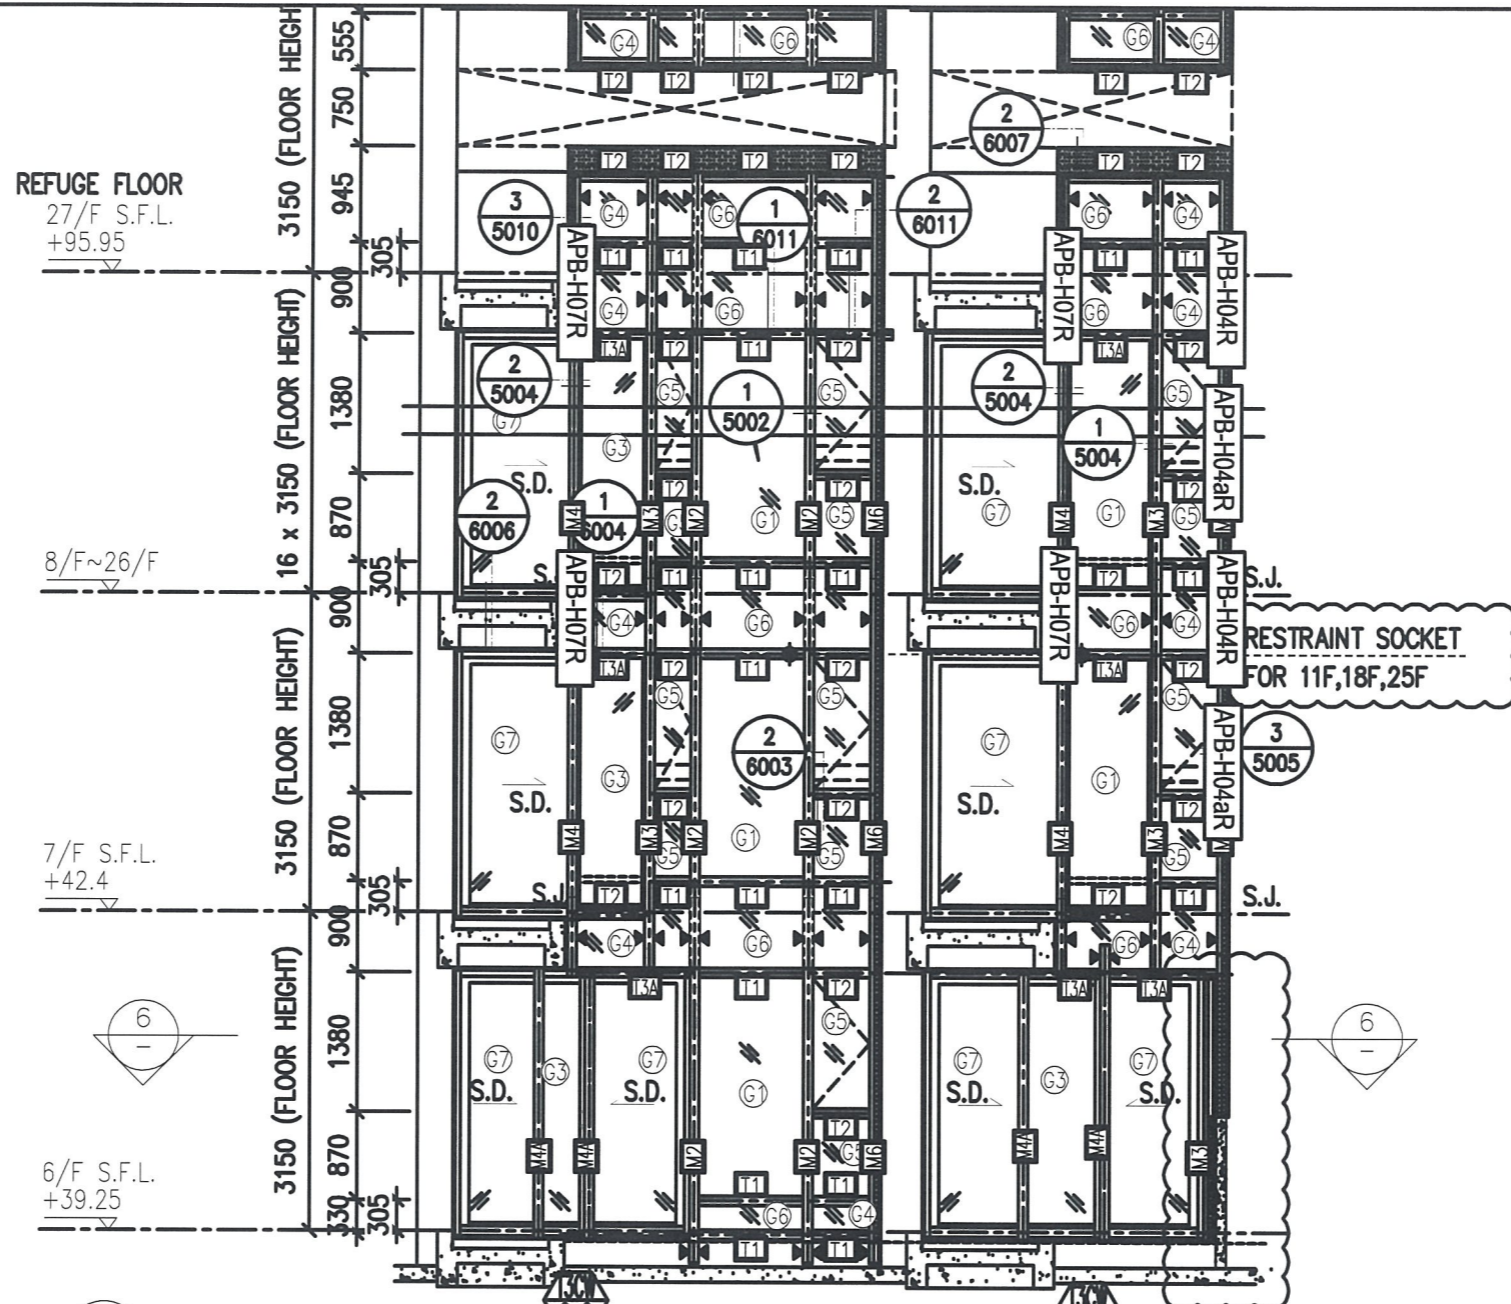 555
750
945
305
900
1380
870
305
900
1380
870
305
900
1380
870
330
305
3150 (FLOOR HEIGH
16 x 3150 (FLOOR HEIGHT)
3150 (FLOOR HEIGHT)
3150 (FLOOR HEIGHT)
REFUGE FLOOR
27/F S.F.L.
+95.95
8/F~26/F
7/F S.F.L.
+42.4
6/F S.F.L.
+39.25
G4 G6 G6 G4
T2 T2 T2 T2 T2 T2
2
6007
T2 T2 T2 T2 T2 T2
3
5010
G4 G6
1
6011
2
6011
G6 G4
APB-H07R
APB-H07R
APB-H04R
T1 T1 T1 T1
G4 G6 G6 G4
T3A T2 T1 T2 T3A T2
2
5004
G5
1
5002
G5
2
5004
G5
APB-H04aR
G7 G3
1
5004
S.D. S.D.
2
6006
1
6004
T2 T2 T2
M4 M3 M2 G1 M2 G5 M6 G7 M4 G1 M3 G5
APB-H07R
APB-H07R
APB-H04R
T2 T1 T1 T1 T2 T1 S.J.
G4 G6 G6 G4
RESTRAINT SOCKET
FOR 11F,18F,25F
T3A T2 T1 T2 T3A T2
G5 G5 G5
APB-H04aR
G7 G3
2
6003
G7 G1
3
5005
S.D. S.D.
T2 T2
M4 M3 M2 G1 M2 M6 M4 M3
G5 G5 G5
T2 T1 T1 T1 T2 T1 S.J.
G4 G6 G6 G4
T3A T1 T2 T3A T3A
6
–
G7 G3 G7 G1 G5 G7 G3 G7
6
–
S.D. S.D. S.D. S.D.
T2
M4A M4A M2 M2 G5 M6 M4A M4A M3
T1 T1
G6 G4
T1 T1
T3CW T3CW